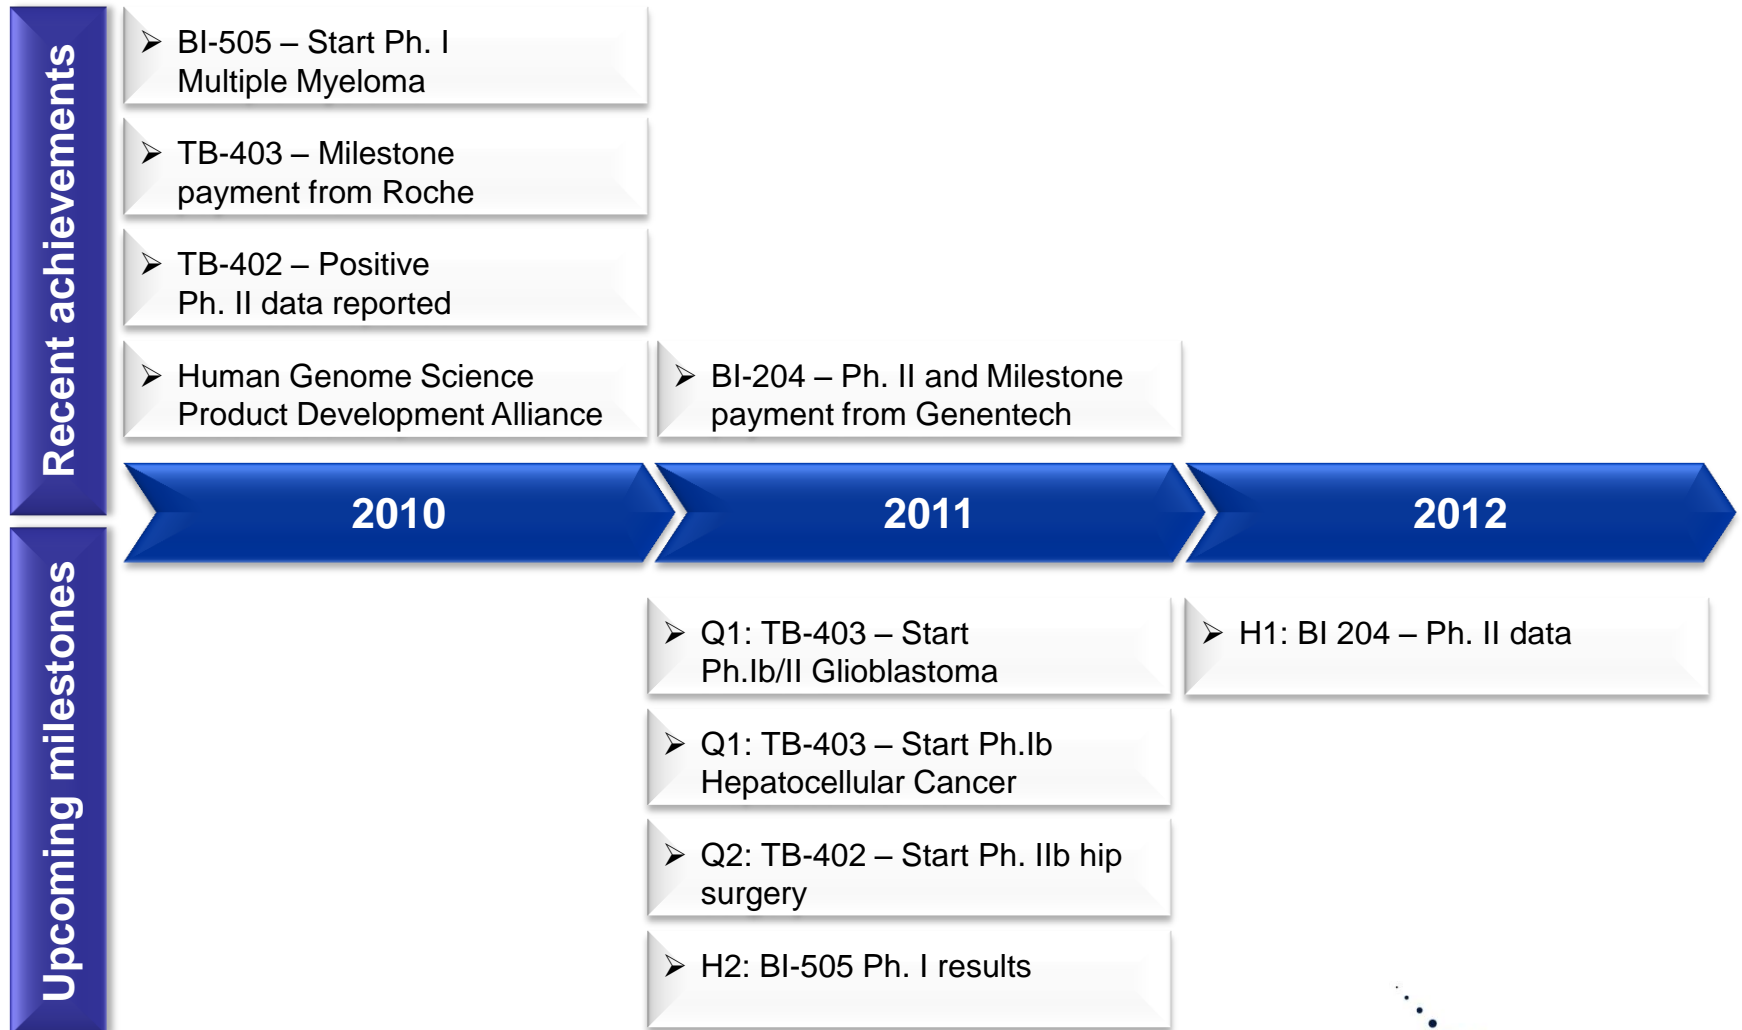 Recent achievements
➢ BI-505 – Start Ph. I
Multiple Myeloma
➢ TB-403 – Milestone
payment from Roche
➢ TB-402 – Positive
Ph. II data reported
➢ Human Genome Science
Product Development Alliance
➢ BI-204 – Ph. II and Milestone
payment from Genentech
2010
2011
2012
Upcoming milestones
➢ Q1: TB-403 – Start
Ph.Ib/II Glioblastoma
➢ Q1: TB-403 – Start Ph.Ib
Hepatocellular Cancer
➢ Q2: TB-402 – Start Ph. IIb hip
surgery
➢ H2: BI-505 Ph. I results
➢ H1: BI 204 – Ph. II data